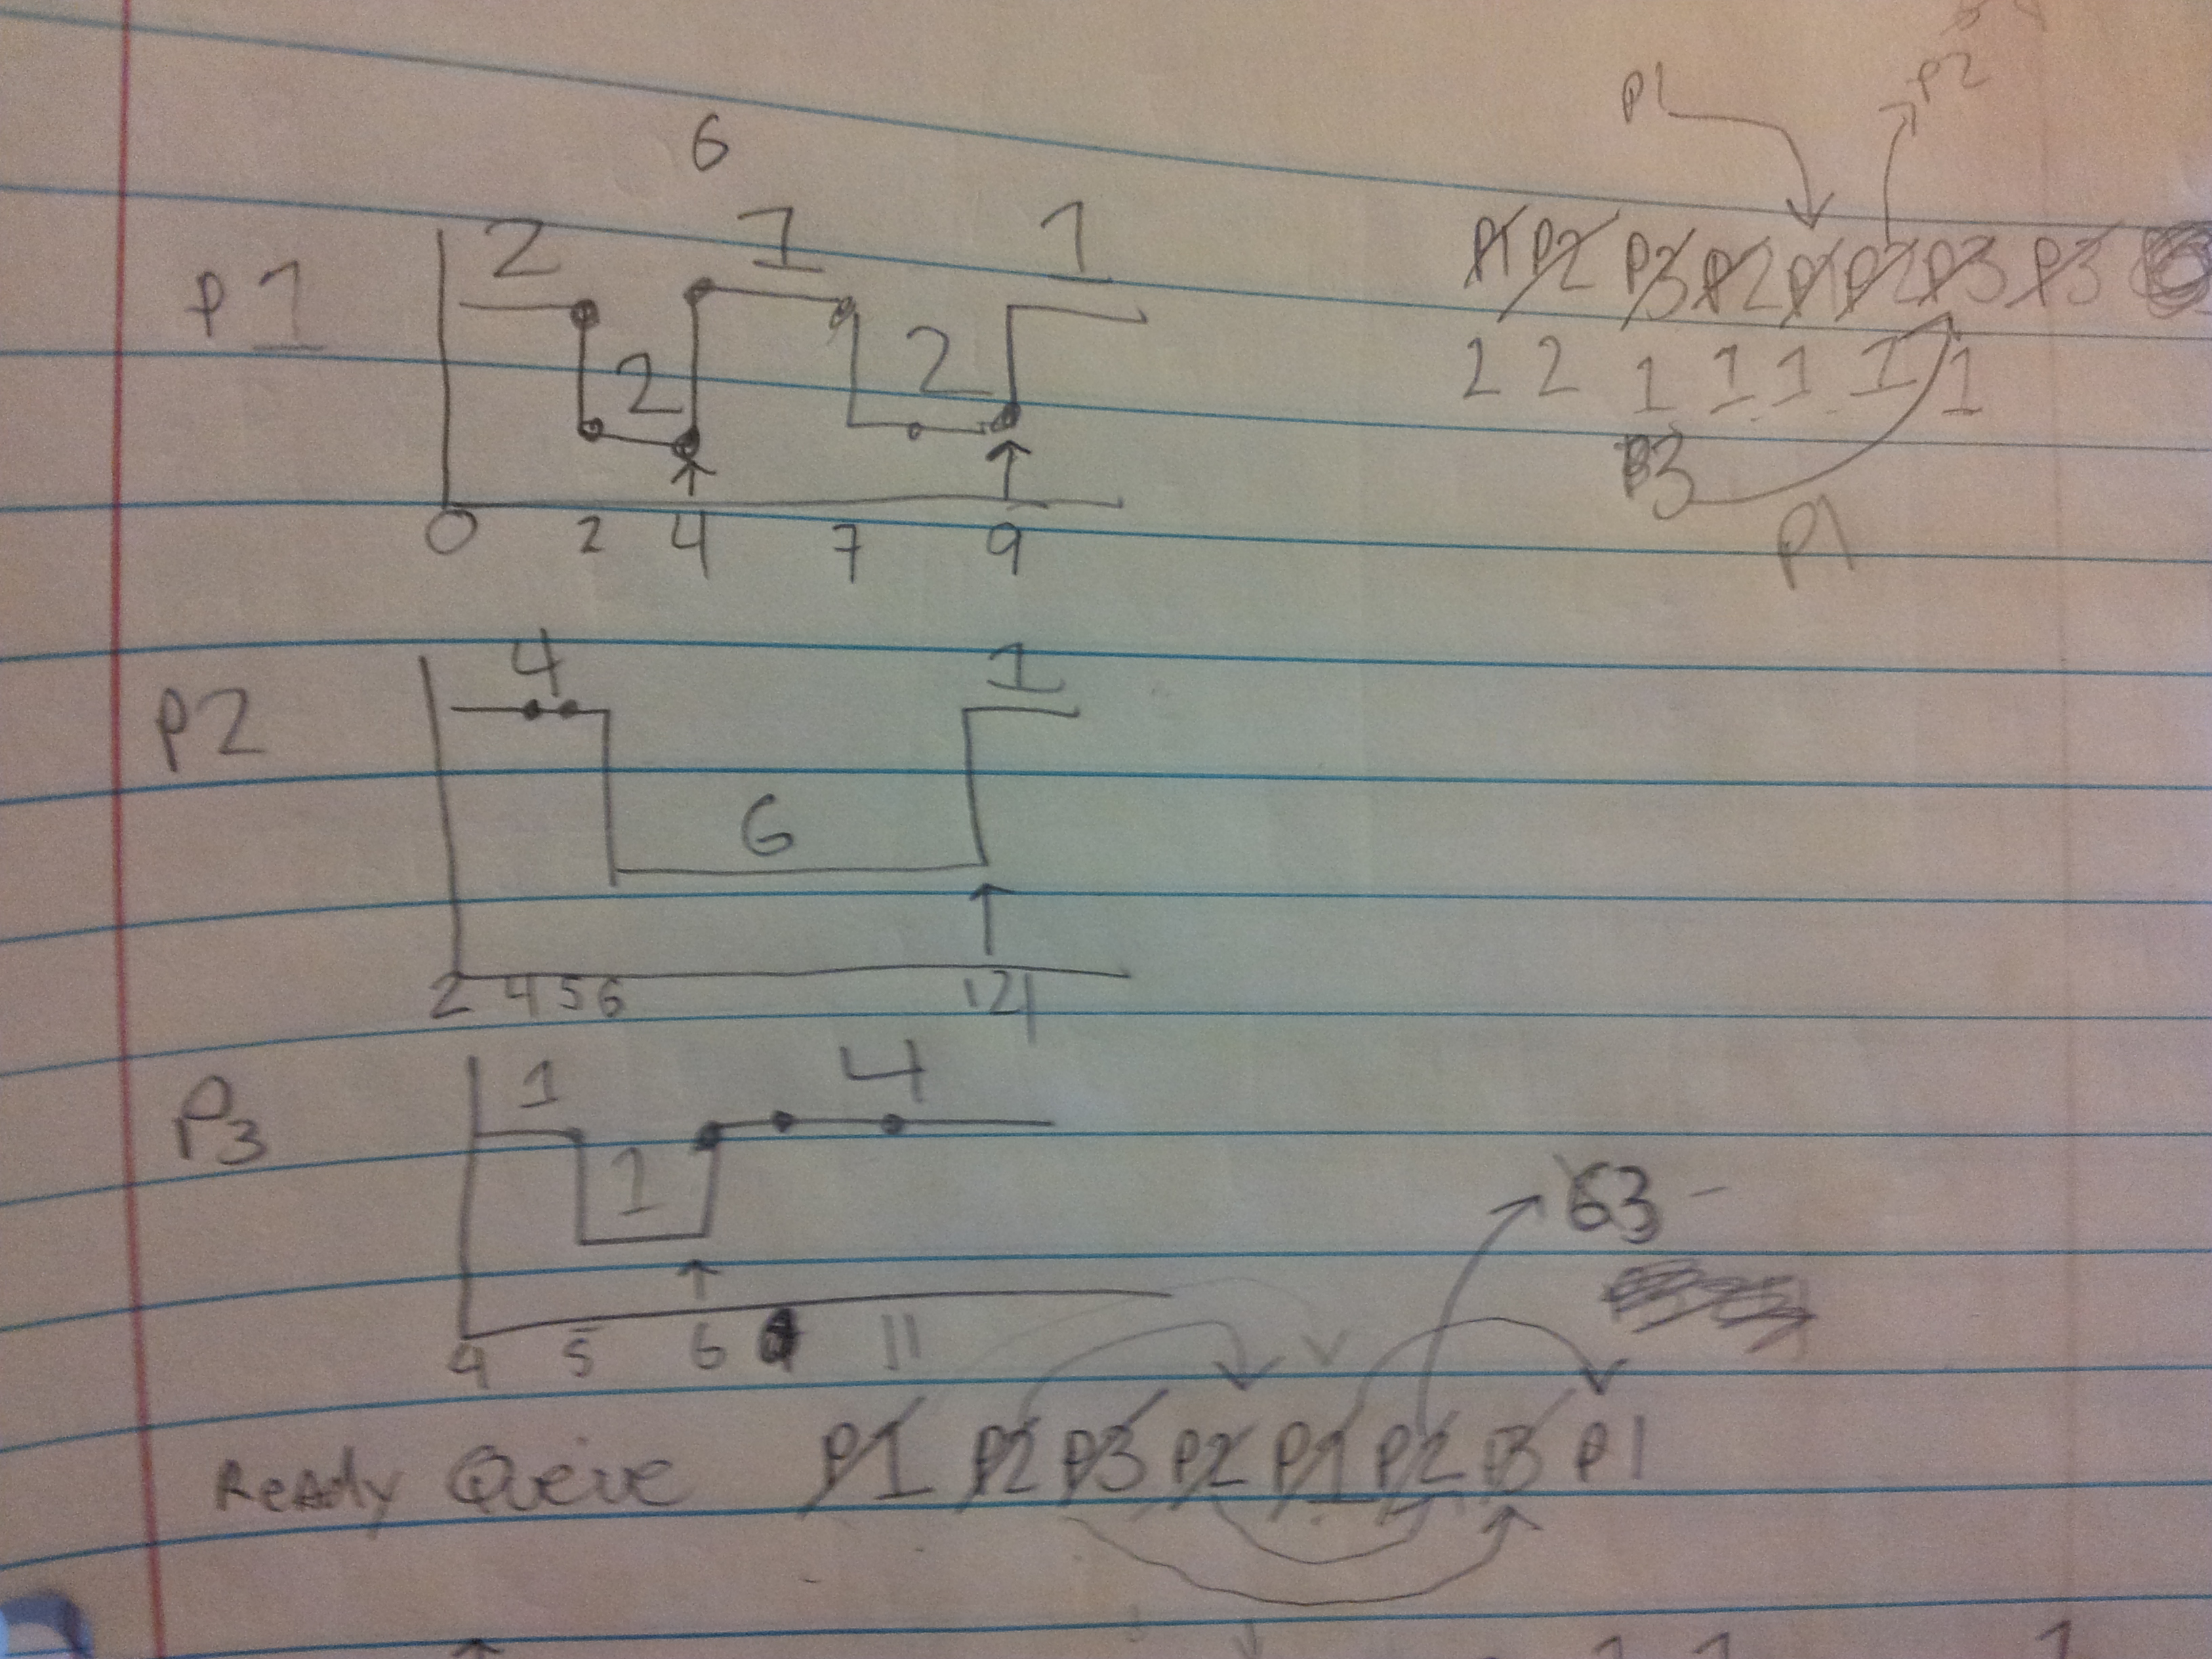 P1 P2
6
2 1 1
P1
P1 P2 P3 P2 P1 P2 P3 P3
2 2
2 2 1 1 1 1 1
P3
P1
0 2 4 7 9
4 1
P2
6
2 4 5 6 12
1 4
P3
1
63 -
4 5 6 9 11
Ready Queue P1 P2 P3 P2 P1 P2 P3 P1
1 1 1